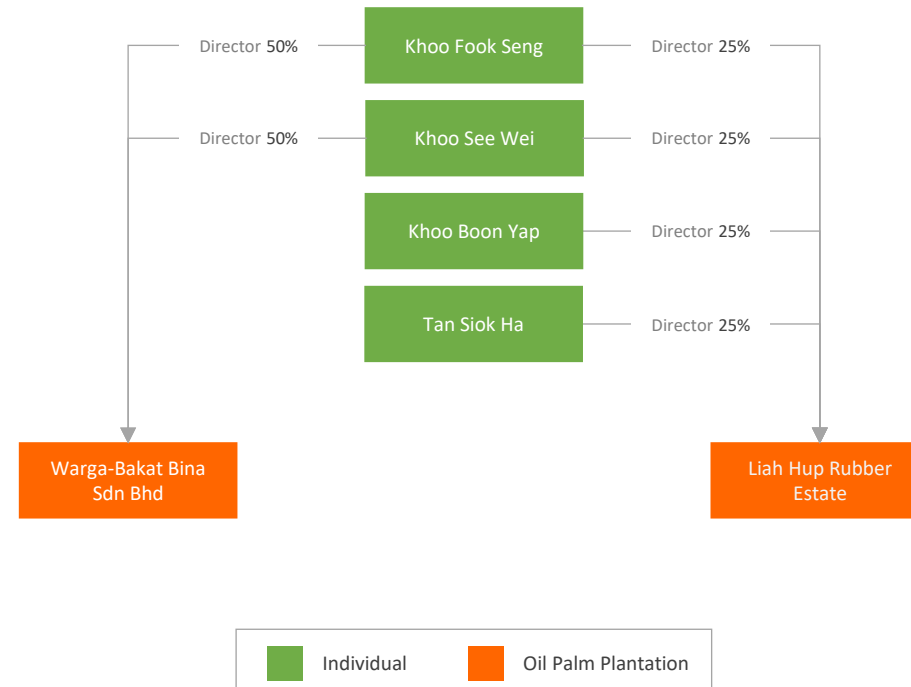 Director 50%
Khoo Fook Seng
Director 25%
Director 50%
Khoo See Wei
Director 25%
Khoo Boon Yap
Director 25%
Tan Siok Ha
Director 25%
Warga-Bakat Bina
Sdn Bhd
Liah Hup Rubber
Estate
Individual
Oil Palm Plantation